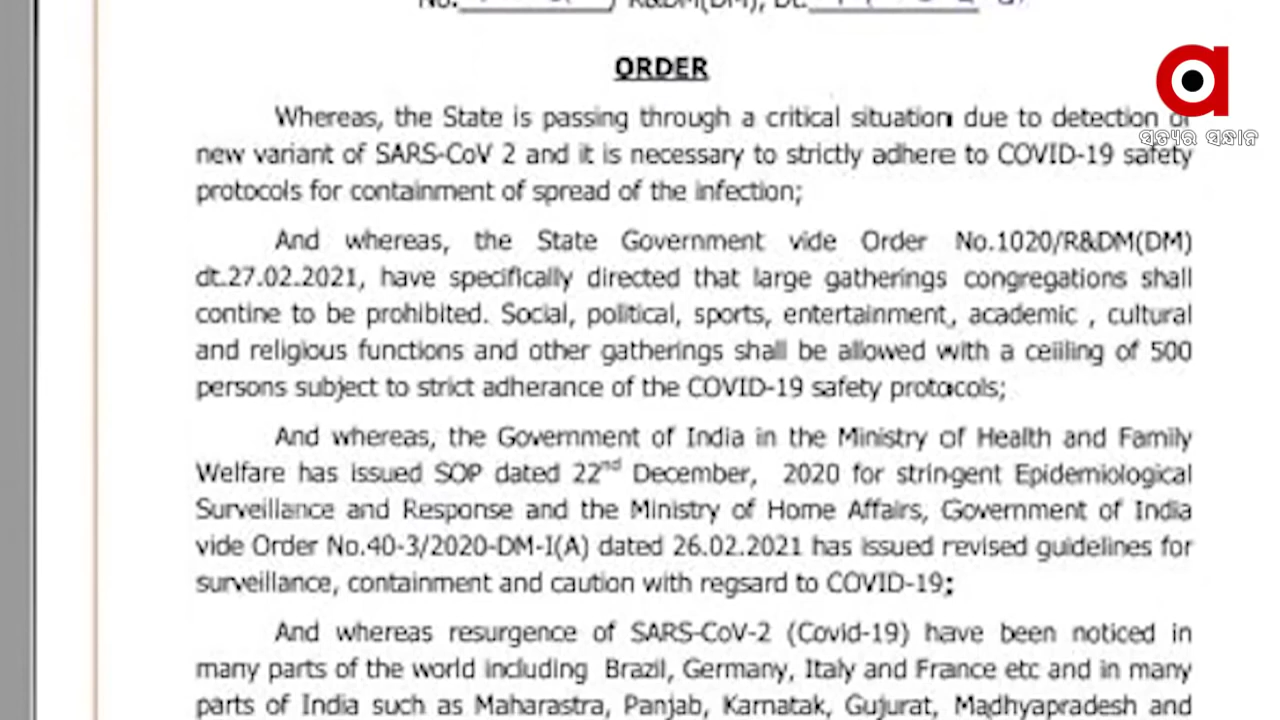 R&DM(DM), Dt.
ORDER
Whereas, the State is passing through a critical situation due to detection of
new variant of SARS-CoV 2 and it is necessary to strictly adhere to COVID-19 safety
protocols for containment of spread of the infection;
And whereas, the State Government vide Order No.1020/R&DM(DM)
dt.27.02.2021, have specifically directed that large gatherings congregations shall
contine to be prohibited. Social, political, sports, entertainment, academic , cultural
and religious functions and other gatherings shall be allowed with a ceiiling of 500
persons subject to strict adherance of the COVID-19 safety protocols;
And whereas, the Government of India in the Ministry of Health and Family
Welfare has issued SOP dated 22nd December, 2020 for stringent Epidemiological
Surveillance and Response and the Ministry of Home Affairs, Government of India
vide Order No.40-3/2020-DM-I(A) dated 26.02.2021 has issued revised guidelines for
surveillance, containment and caution with regsard to COVID-19;
And whereas resurgence of SARS-CoV-2 (Covid-19) have been noticed in
many parts of the world including Brazil, Germany, Italy and France etc and in many
parts of India such as Maharastra, Panjab, Karnatak, Gujurat, Madhyapradesh and
a
ସତ୍ୟର ସନ୍ଧାନ